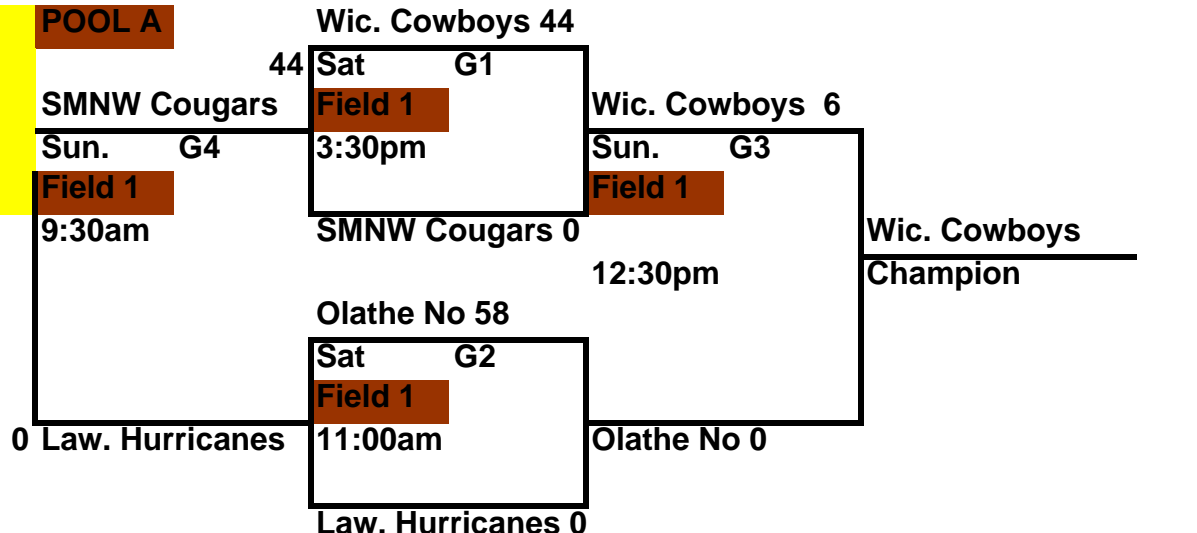 POOL A
Wic. Cowboys 44
44 Sat G1
SMNW Cougars Field 1 Wic. Cowboys 6
Sun. G4 3:30pm Sun. G3
Field 1 Field 1
9:30am SMNW Cougars 0 Wic. Cowboys
12:30pm Champion
Olathe No 58
Sat G2
Field 1
0 Law. Hurricanes 11:00am Olathe No 0
Law. Hurricanes 0